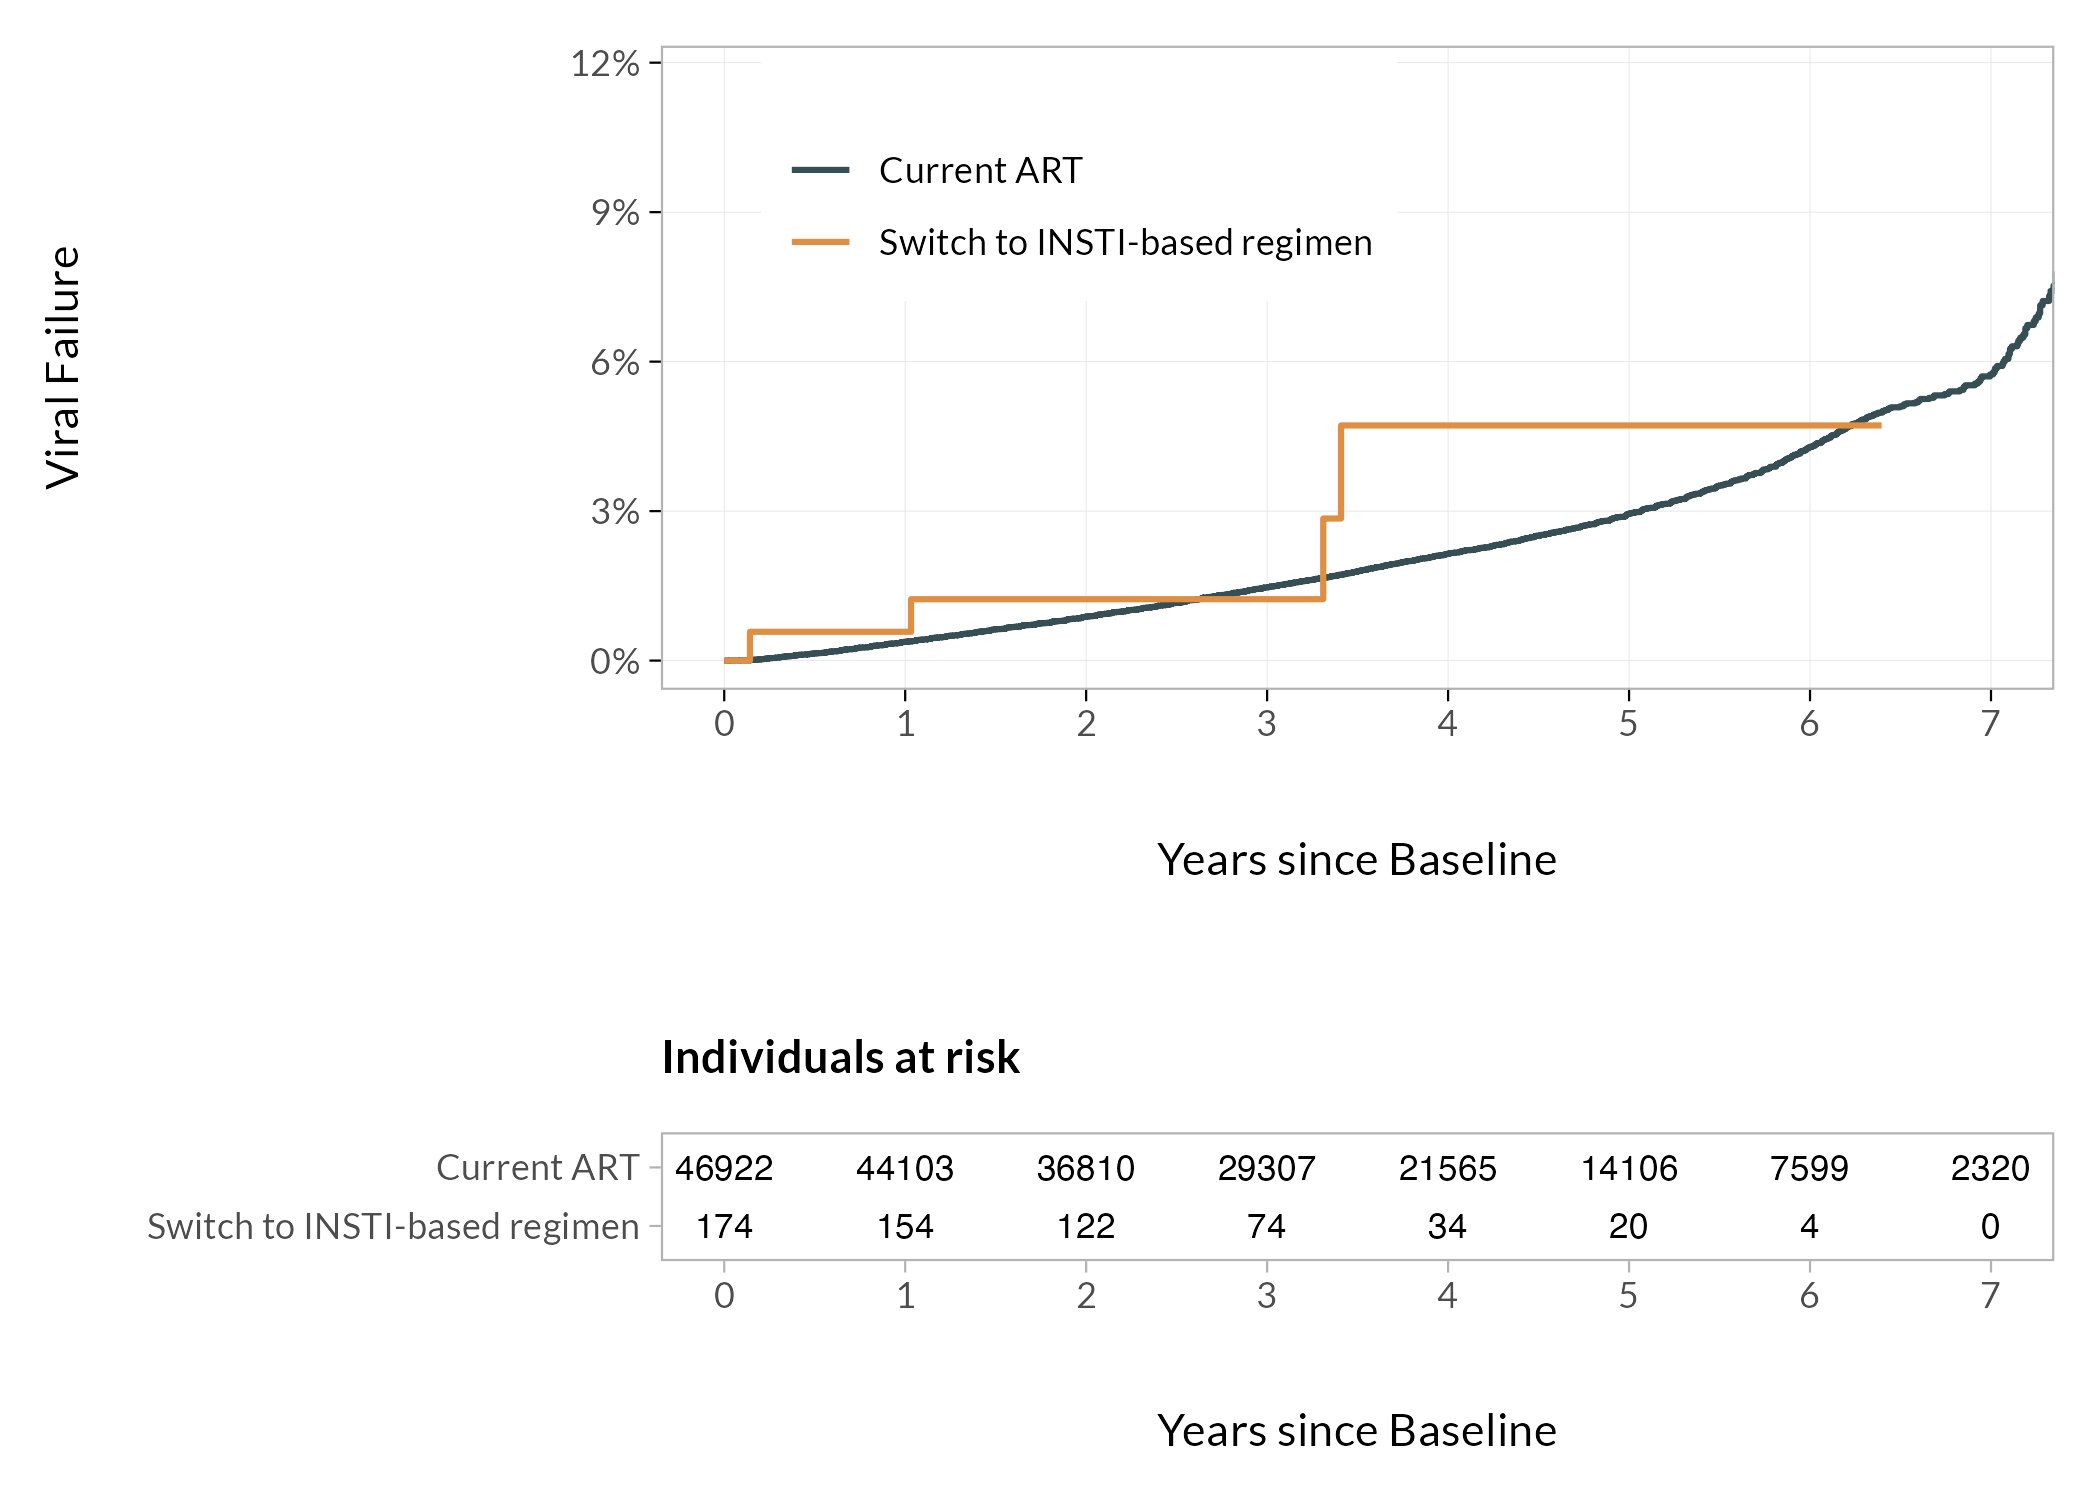 12%
9%
6%
3%
0%
Viral Failure
Current ART
Switch to INSTI-based regimen
0 1 2 3 4 5 6 7
Years since Baseline
Individuals at risk
Current ART 46922 44103 36810 29307 21565 14106 7599 2320
Switch to INSTI-based regimen 174 154 122 74 34 20 4 0
0 1 2 3 4 5 6 7
Years since Baseline